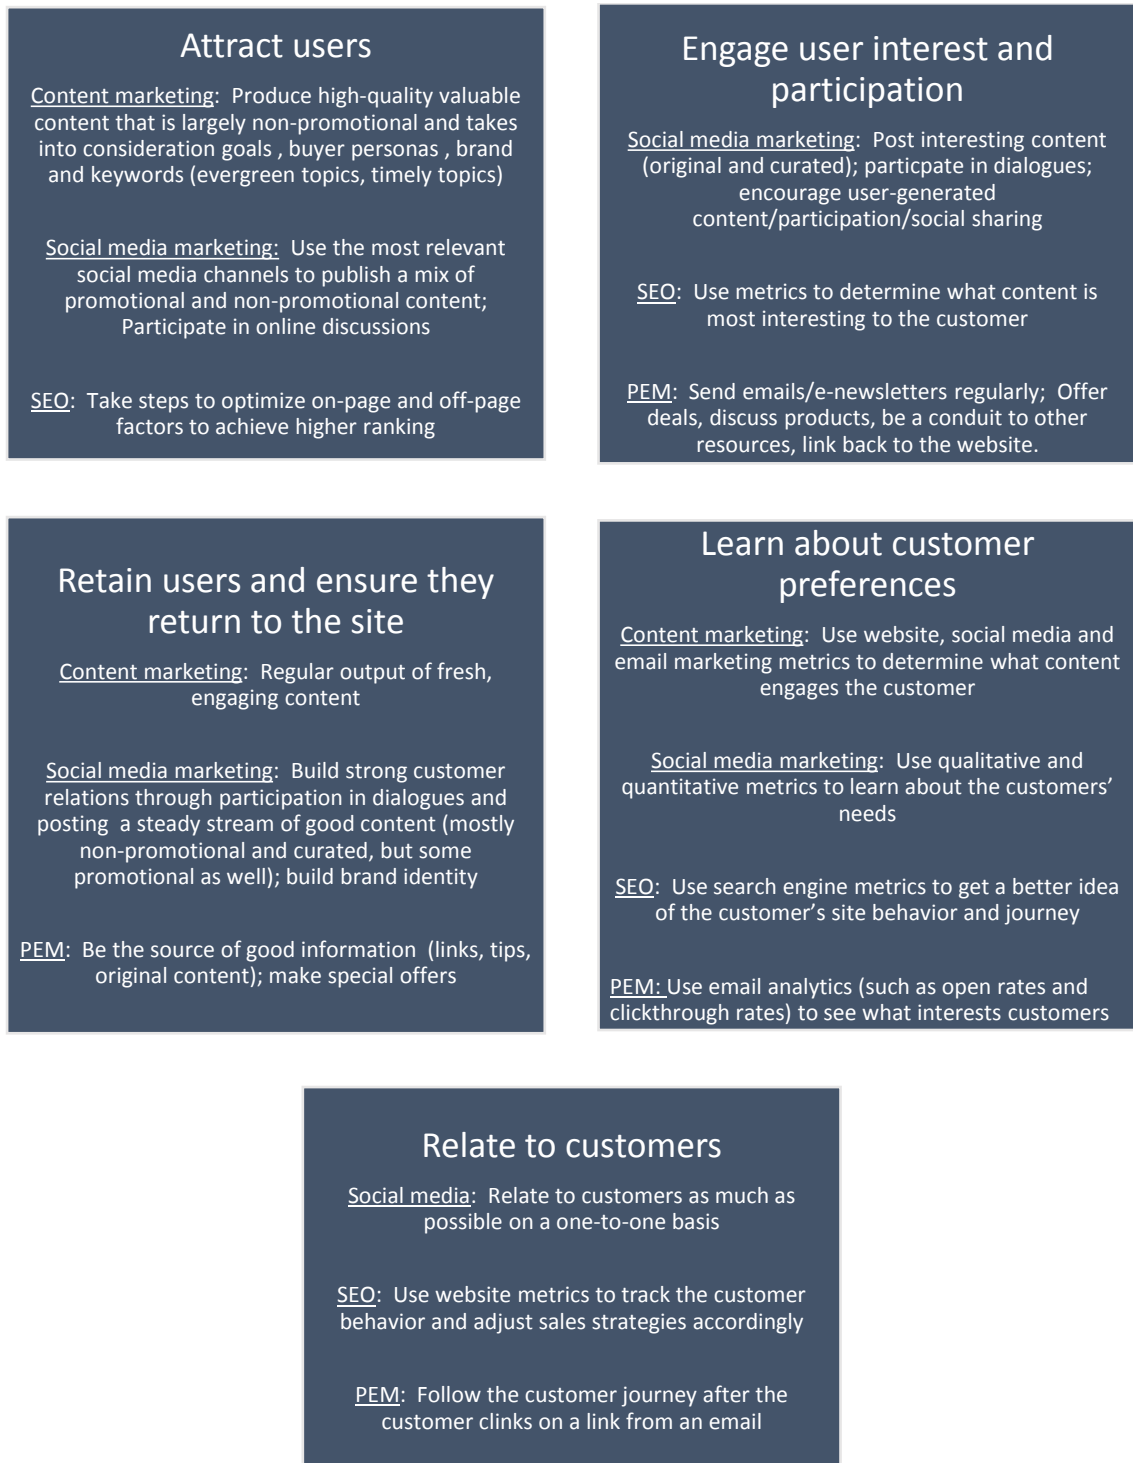 Attract users
Content marketing:  Produce high-quality valuable
content that is largely non-promotional and takes
into consideration goals , buyer personas , brand
and keywords (evergreen topics, timely topics)
Social media marketing:  Use the most relevant
social media channels to publish a mix of
promotional and non-promotional content;
Participate in online discussions
SEO:  Take steps to optimize on-page and off-page
factors to achieve higher ranking
Engage user interest and
participation
Social media marketing:  Post interesting content
(original and curated); particpate in dialogues;
encourage user-generated
content/participation/social sharing
SEO:  Use metrics to determine what content is
most interesting to the customer
PEM:  Send emails/e-newsletters regularly;  Offer
deals, discuss products, be a conduit to other
resources, link back to the website.
Retain users and ensure they
return to the site
Content marketing:  Regular output of fresh,
engaging content
Social media marketing:  Build strong customer
relations through participation in dialogues and
posting  a steady stream of good content (mostly
non-promotional and curated, but some
promotional as well); build brand identity
PEM:  Be the source of good information  (links, tips,
original content); make special offers
Learn about customer
preferences
Content marketing:  Use website, social media and
email marketing metrics to determine what content
engages the customer
Social media marketing:  Use qualitative and
quantitative metrics to learn about the customers’
needs
SEO:  Use search engine metrics to get a better idea
of the customer’s site behavior and journey
PEM: Use email analytics (such as open rates and
clickthrough rates) to see what interests customers
Relate to customers
Social media:  Relate to customers as much as
possible on a one-to-one basis
SEO:  Use website metrics to track the customer
behavior and adjust sales strategies accordingly
PEM:  Follow the customer journey after the
customer clinks on a link from an email